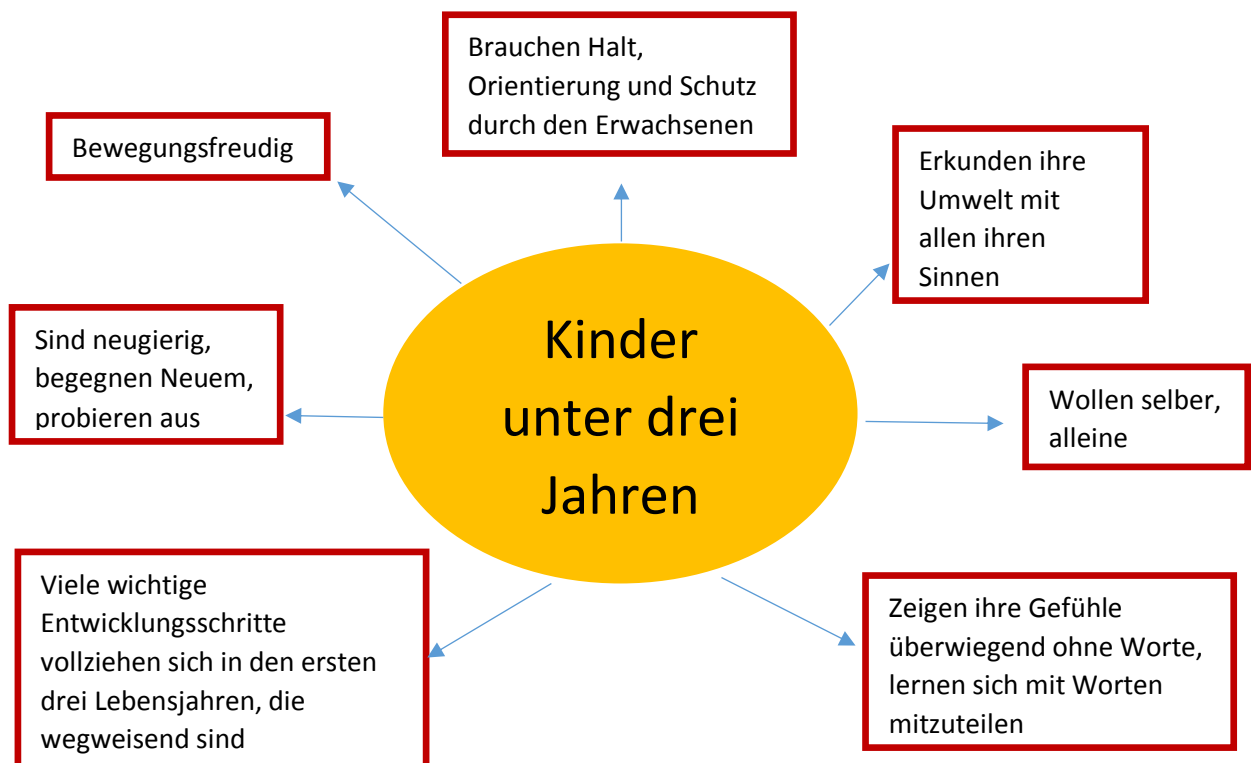 Brauchen Halt,
Orientierung und Schutz
durch den Erwachsenen
Bewegungsfreudig
Erkunden ihre
Umwelt mit
allen ihren
Sinnen
Kinder
unter drei
Jahren
Sind neugierig,
begegnen Neuem,
probieren aus
Wollen selber,
alleine
Viele wichtige
Entwicklungsschritte
vollziehen sich in den ersten
drei Lebensjahren, die
wegweisend sind
Zeigen ihre Gefühle
überwiegend ohne Worte,
lernen sich mit Worten
mitzuteilen